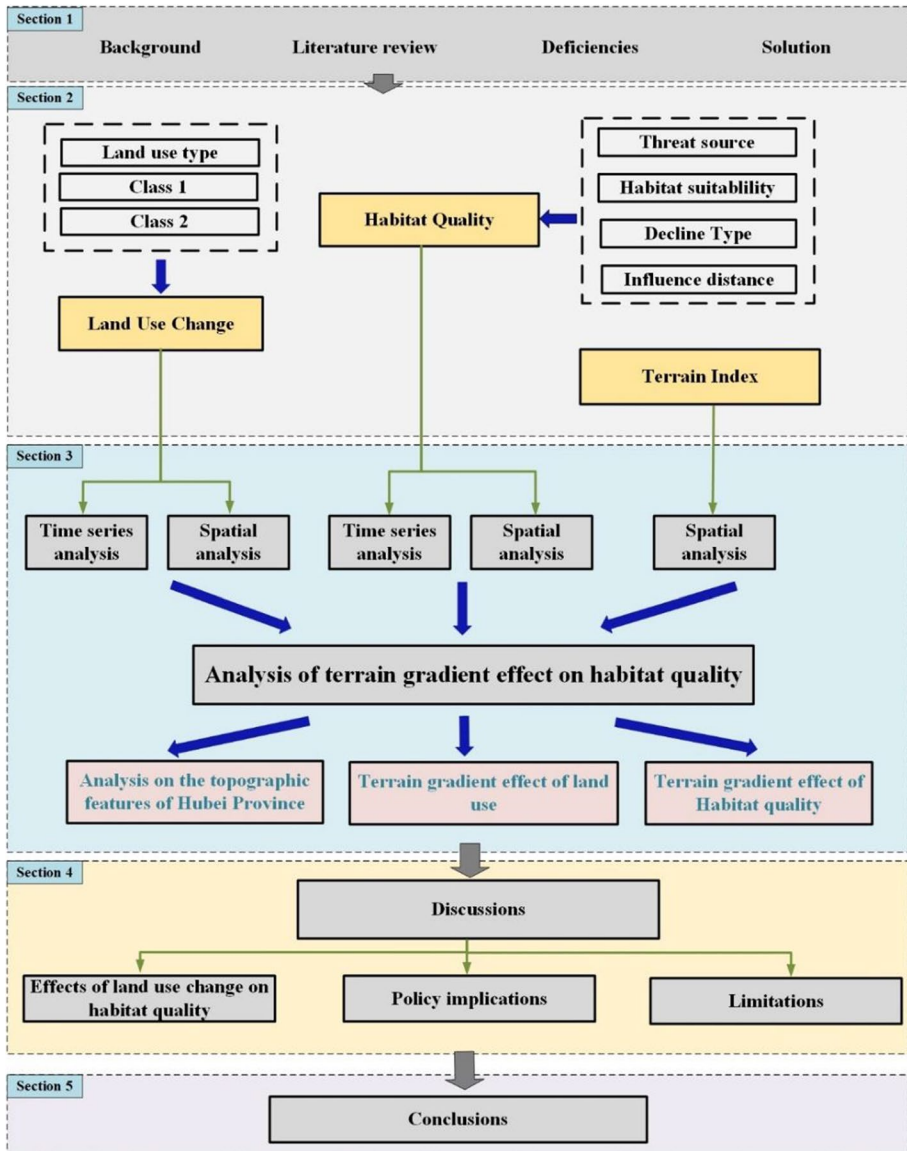 Section 1
Background
Literature review
Deficiencies
Solution
Section 2
Land use type
Class 1
Class 2
Land Use Change
Habitat Quality
Threat source
Habitat suitablility
Decline Type
Influence distance
Terrain Index
Section 3
Time series
analysis
Spatial
analysis
Time series
analysis
Spatial
analysis
Spatial
analysis
Analysis of terrain gradient effect on habitat quality
Analysis on the topographic
features of Hubei Province
Terrain gradient effect of land
use
Terrain gradient effect of
Habitat quality
Section 4
Discussions
Effects of land use change on
habitat quality
Policy implications
Limitations
Section 5
Conclusions